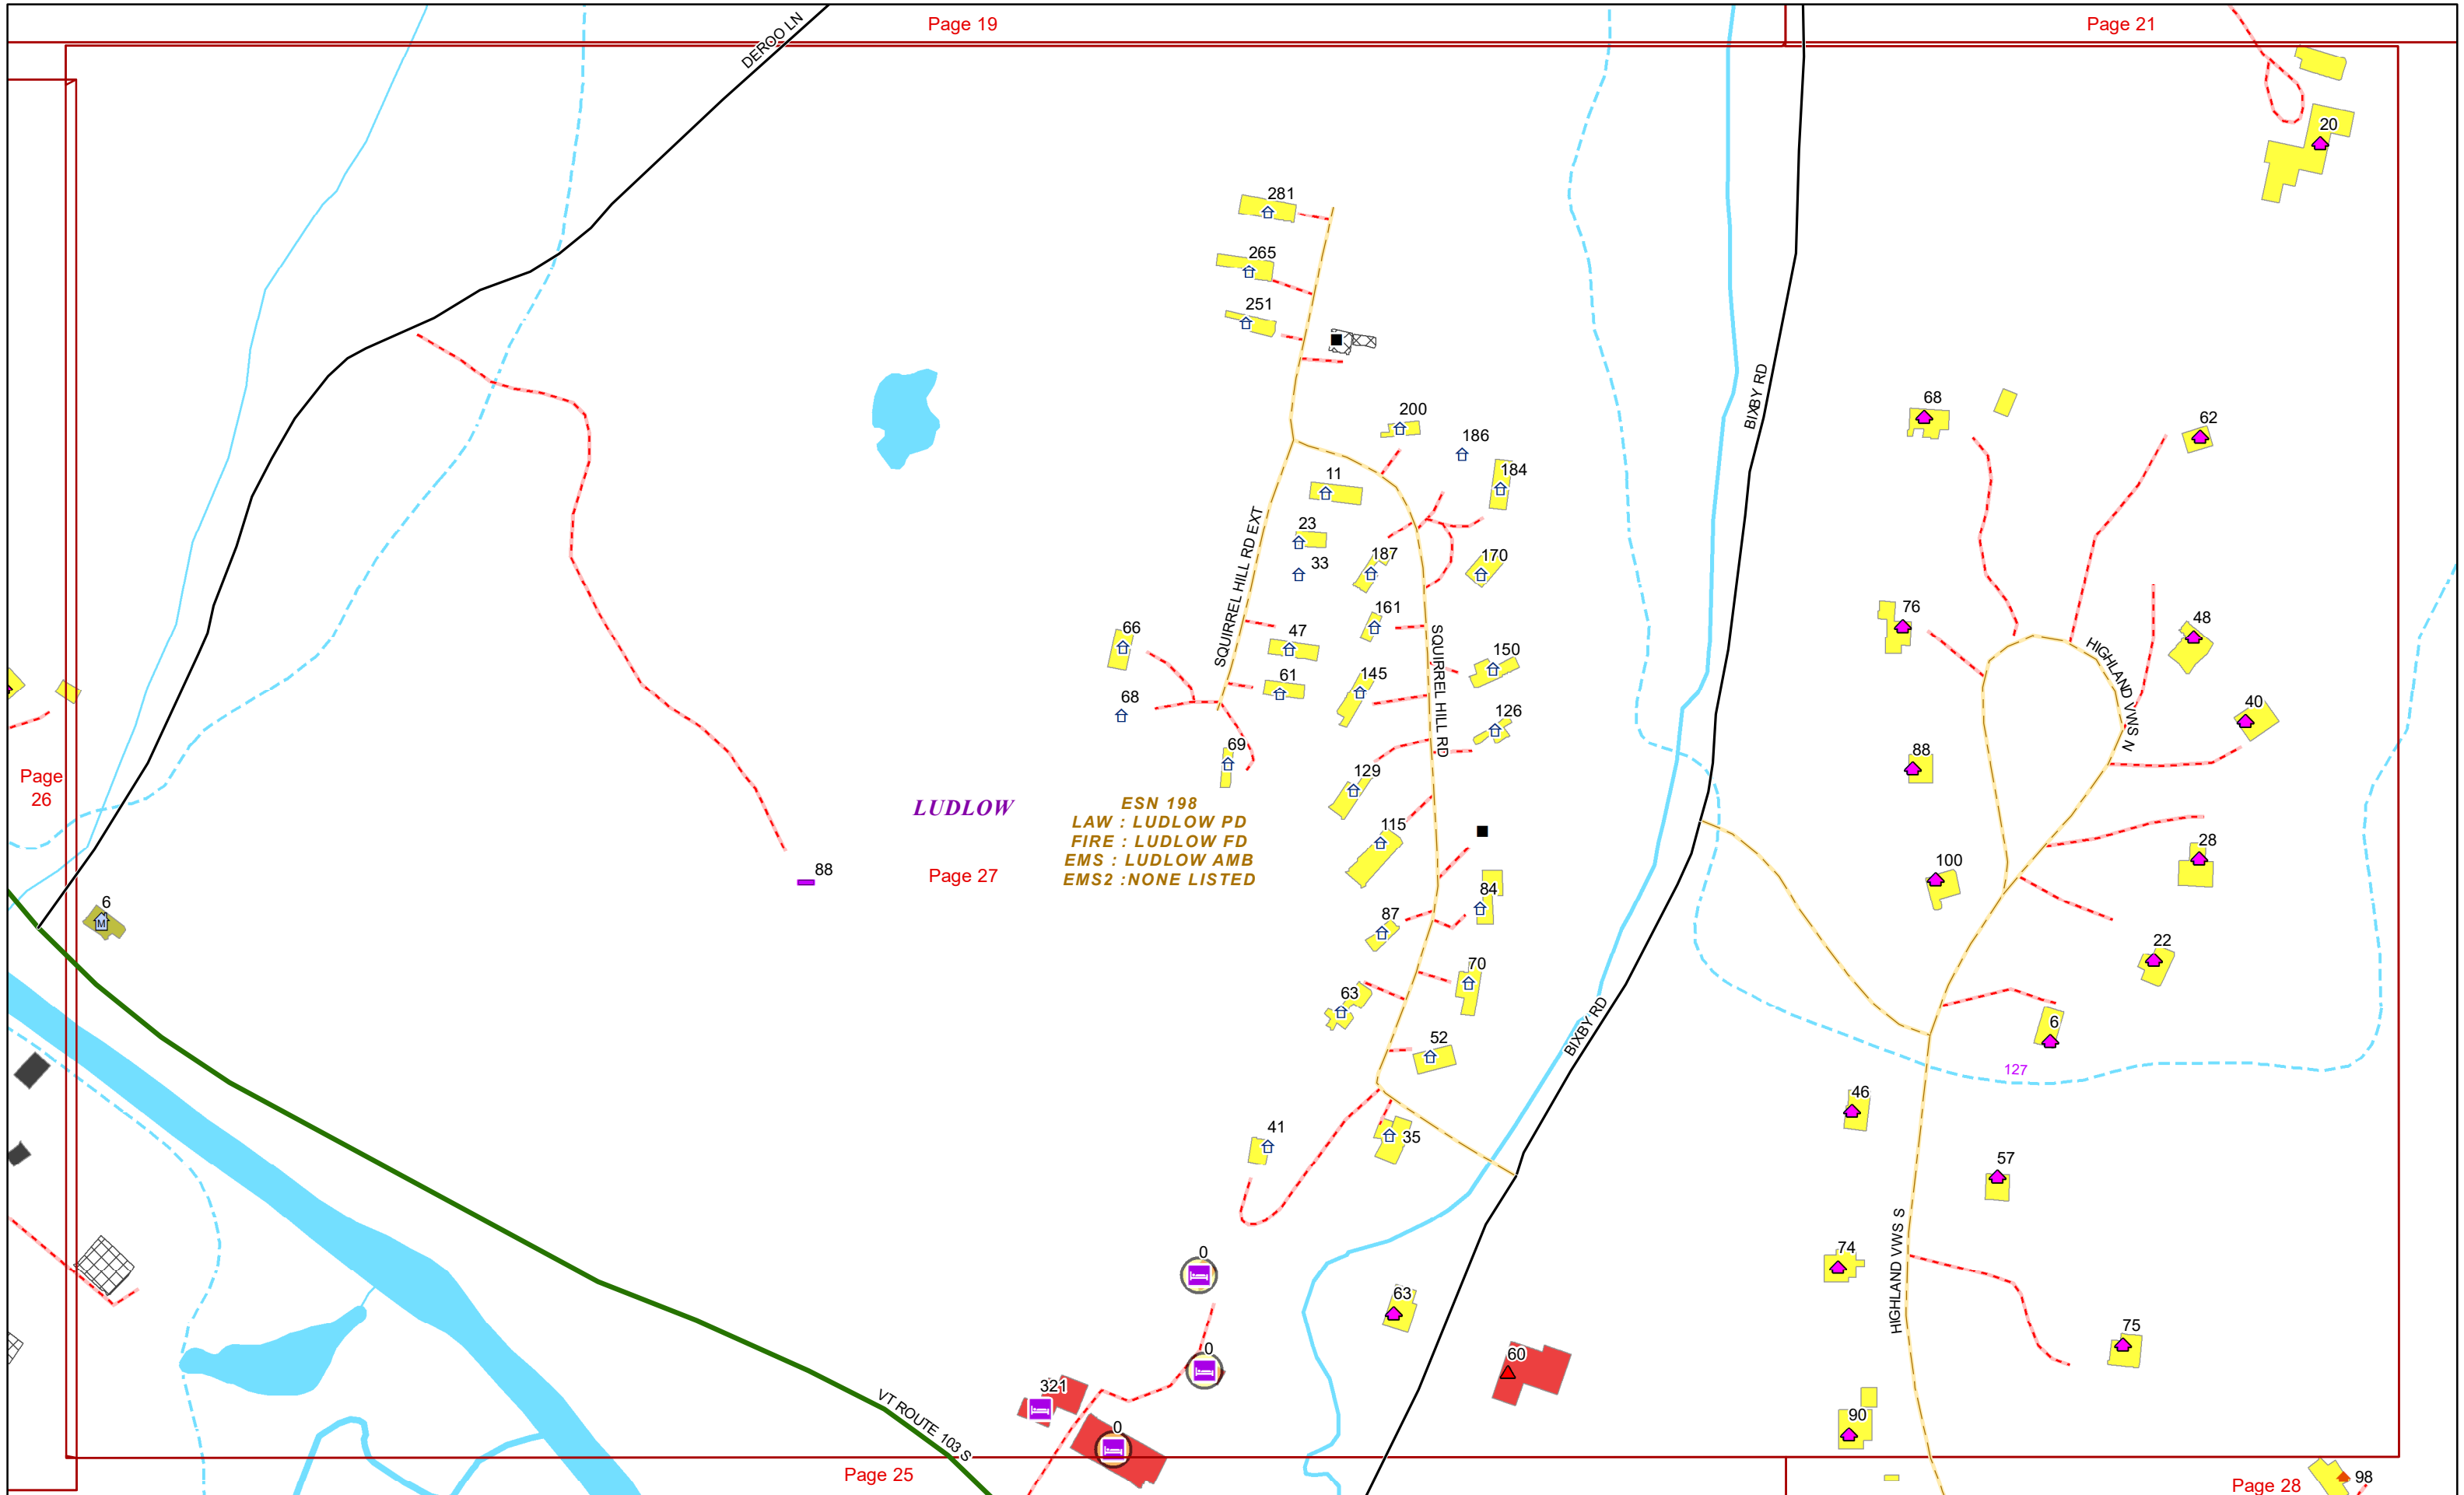 Page 19
Page 21
DEROO LN
20
281
265
251
BIXBY RD
200
186
184
11
23
33
187
170
161
SQUIRREL HILL RD EXT
SQUIRREL HILL RD
66
47
150
61
145
68
126
69
129
115
84
87
70
63
52
41
35
68
62
76
48
HIGHLAND VWS N
40
88
28
100
22
6
127
46
57
HIGHLAND VWS S
74
75
90
98
Page
26
88
6
M
LUDLOW
Page 27
ESN 198
LAW : LUDLOW PD
FIRE : LUDLOW FD
EMS : LUDLOW AMB
EMS2 :NONE LISTED
BIXBY RD
0
0
63
60
321
0
VT ROUTE 103 S
Page 25
Page 28